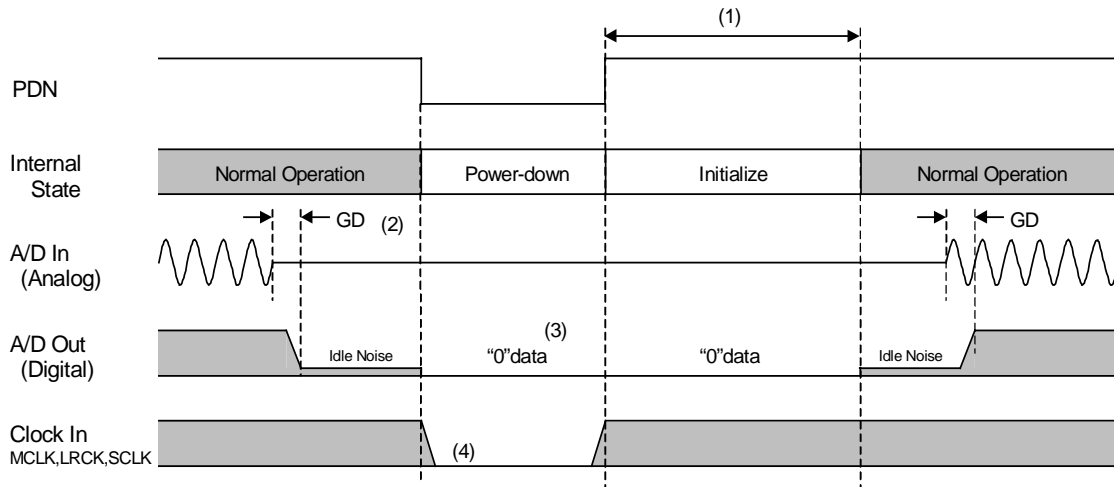 (1)
PDN
Internal State
Normal Operation
Power-down
Initialize
Normal Operation
GD
(2)
GD
A/D In
(Analog)
A/D Out
(Digital)
Idle Noise
(3)
“0”data
“0”data
Idle Noise
Clock In
MCLK,LRCK,SCLK
(4)